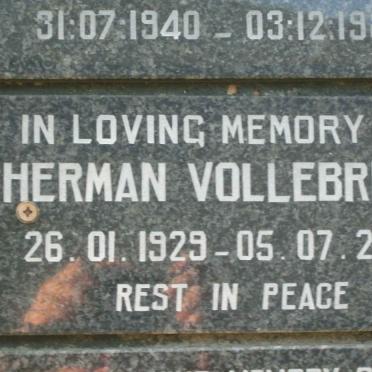 31:07:1940 - 03:12:19
IN LOVING MEMORY
HERMAN VOLLEBR
26.01.1929-05.07.2
REST IN PEACE